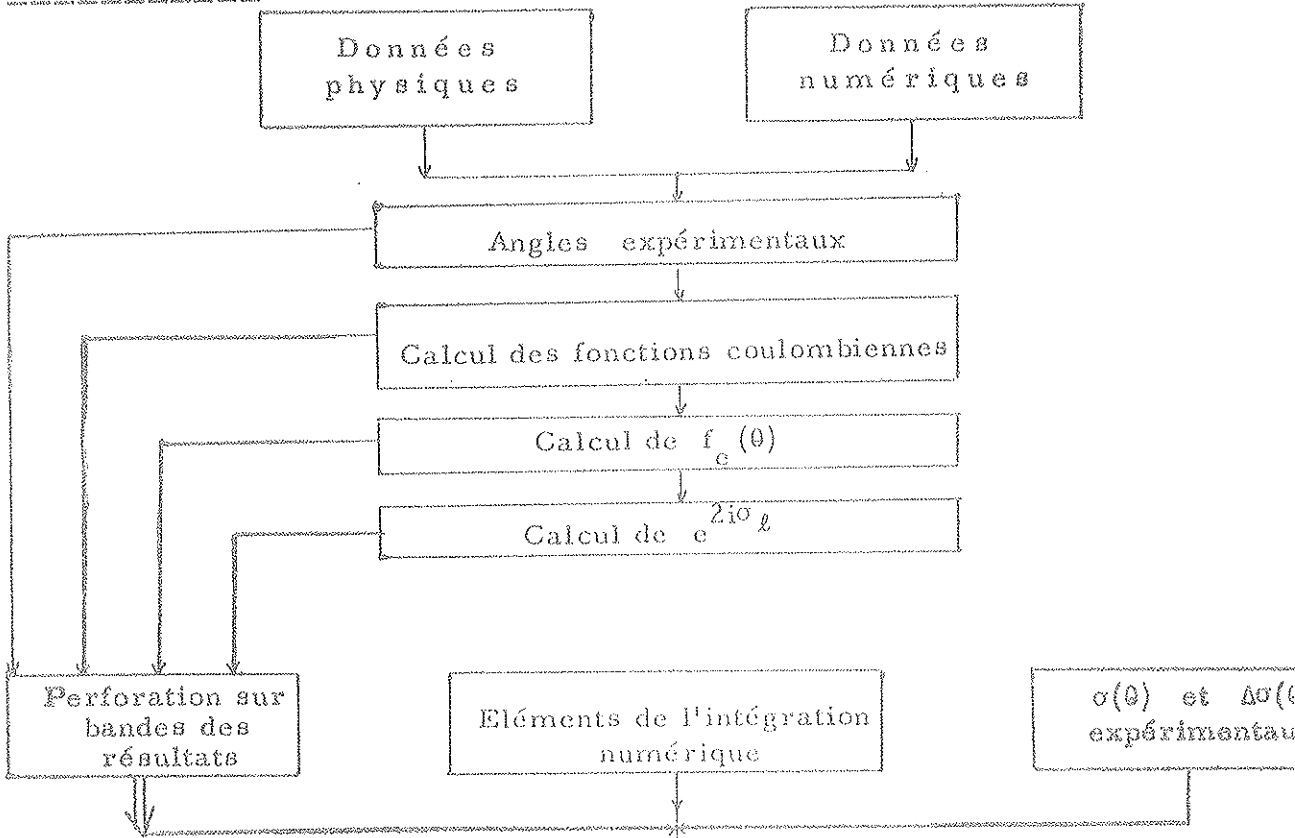 Données
physiques
Données
numériques
Angles expérimentaux
Calcul des fonctions coulombiennes
Calcul de f_c (θ)
Calcul de e^{2iσ_ℓ}
Perforation sur
bandes des
résultats
Eléments de l'intégration
numérique
σ(θ) et Δσ(θ
expérimentau